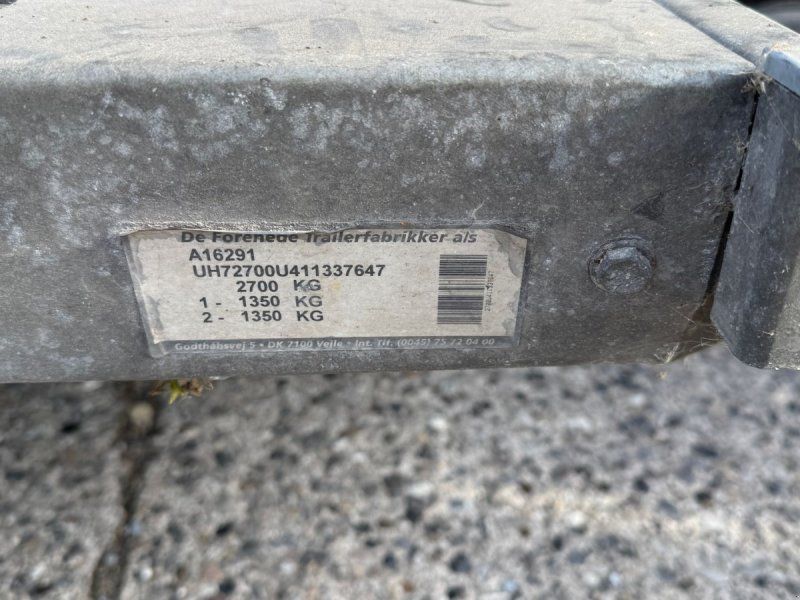 De Forenede Trailerfabrikker als
A16291
UH72700U411337647
2700 KG
1 - 1350 KG
2 - 1350 KG
Godthåbsvej 5 • DK 7100 Vejle • Int. Tlf. (0045) 75 72 04 00